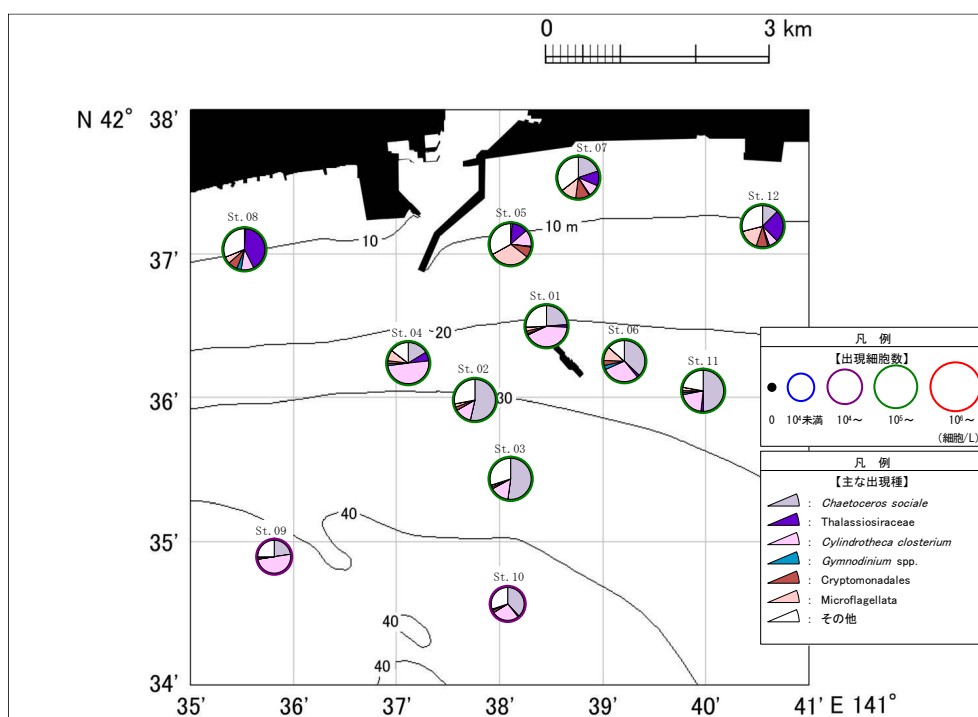 0 3 km
N 42° 38'
37'
36'
35'
34'
35' 36' 37' 38' 39' 40' 41' E 141°
St.07
St.12
St.05
St.08
10 m
10
St.01
20
St.04
St.06
St.02
St.11
30
St.03
40
St.09
St.10
40
40
凡 例
【出現細胞数】
0 10⁴未満 10⁴～ 10⁵～ 10⁶～
(細胞/L)
凡 例
【主な出現種】
: Chaetoceros sociale
: Thalassiosiraceae
: Cylindrotheca closterium
: Gymnodinium spp.
: Cryptomonadales
: Microflagellata
: その他